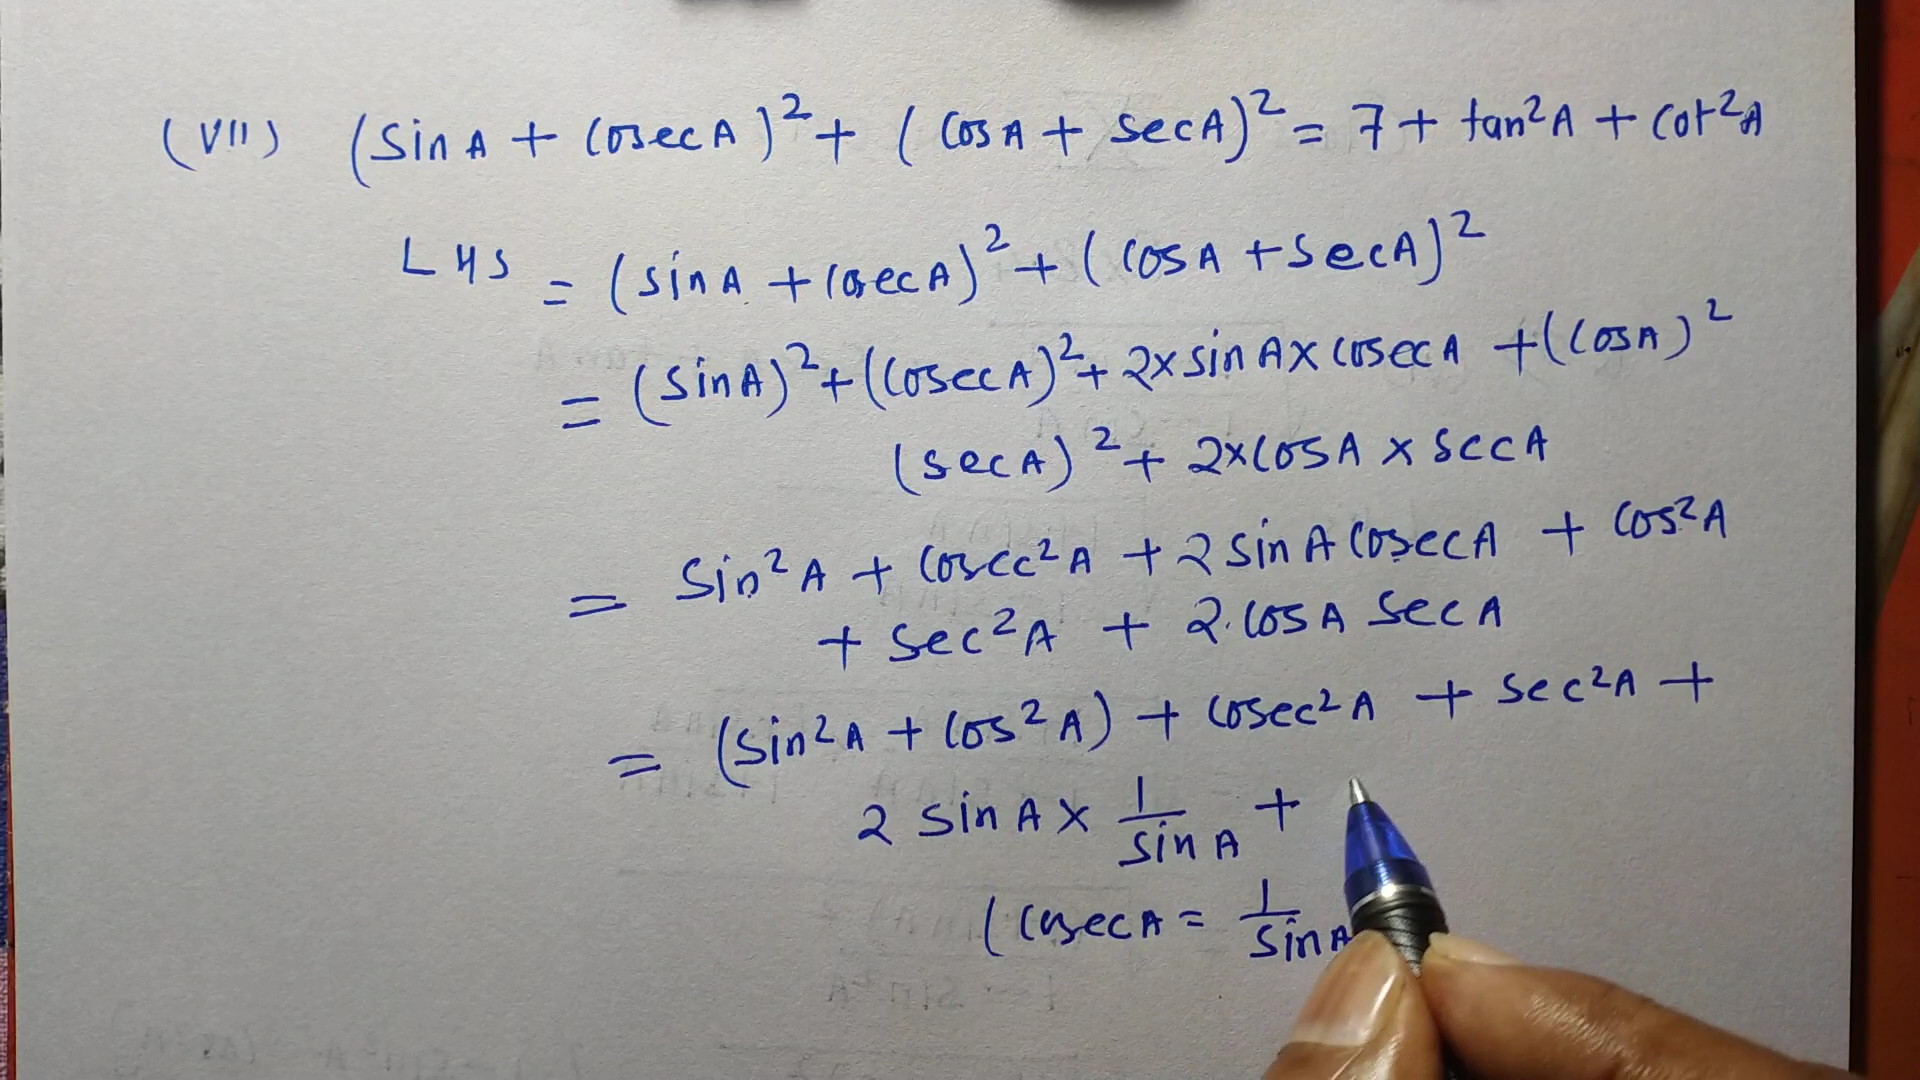 (VII) (sin A + cosec A)² + (cos A + sec A)² = 7 + tan²A + cot²A
LHS = (sin A + cosec A)² + (cos A + sec A)²
= (sin A)² + (cosec A)² + 2 x sin A x cosec A + (cos A)²
(sec A)² + 2 x cos A x sec A
= sin²A + cosec²A + 2 sin A cosec A + cos²A
+ sec²A + 2. cos A sec A
= (sin²A + cos²A) + cosec²A + sec²A +
2 sin A x 1/sin A +
(cosec A = 1/sin A